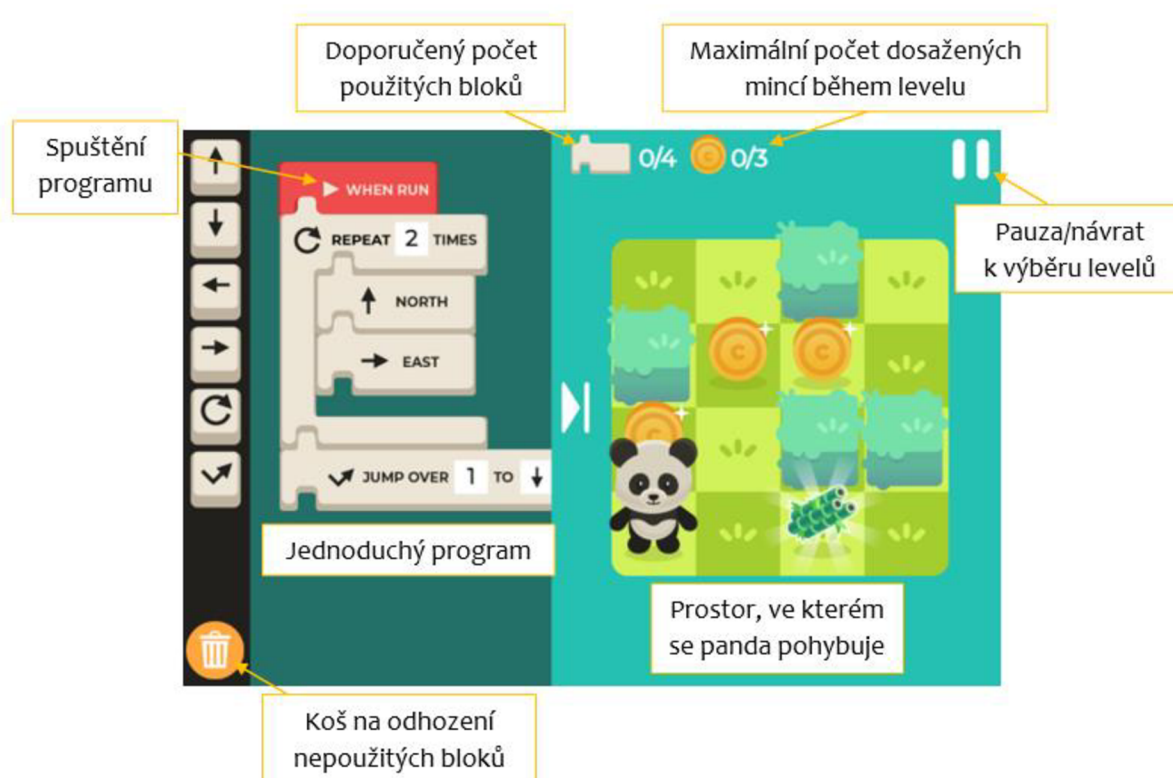 Doporučený počet
použitých bloků
Maximální počet dosažených
mincí během levelu
Spuštění
programu
0/4
0/3
WHEN RUN
REPEAT 2 TIMES
NORTH
EAST
JUMP OVER 1 TO
Pauza/návrat
k výběru levelů
Jednoduchý program
Prostor, ve kterém
se panda pohybuje
Koš na odhození
nepoužitých bloků